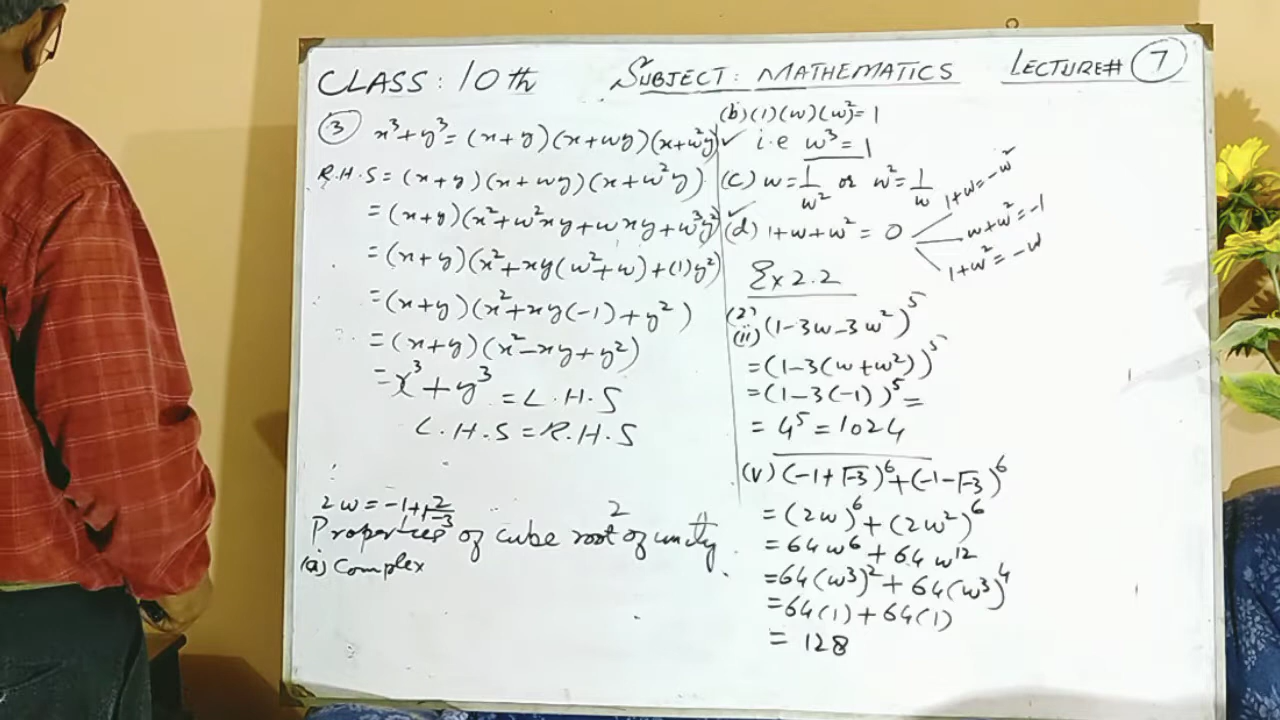 CLASS: 10th SUBJECT: MATHEMATICS LECTURE# 7
3 x³+y³=(x+y)(x+wy)(x+w²y)
R.H.S=(x+y)(x+wy)(x+w²y)
=(x+y)(x²+w²xy+wxy+w³y²)
=(x+y)(x²+xy(w²+w)+(1)y²)
=(x+y)(x²+xy(-1)+y²)
=(x+y)(x²-xy+y²)
=x³+y³=L.H.S
L.H.S=R.H.S
2w=-1+
Properties of cube root of unity.
(a) Complex
(b)(1)(w)(w²)=1
✓ i.e w³=1
(c) w=1/w² or w²=1/w
✓
(d) 1+w+w²=0
1+w=-w²
w+w²=-1
1+w²=-w
Ex 2.2
(2)
(ii) (1-3w-3w²)⁵
=(1-3(w+w²))⁵
=(1-3(-1))⁵=
=4⁵=1024
(v) (-1+√-3)⁶+(-1-√-3)⁶
=(2w)⁶+(2w²)⁶
=64w⁶+64w¹²
=64(w³)²+64(w³)⁴
=64(1)+64(1)
=128